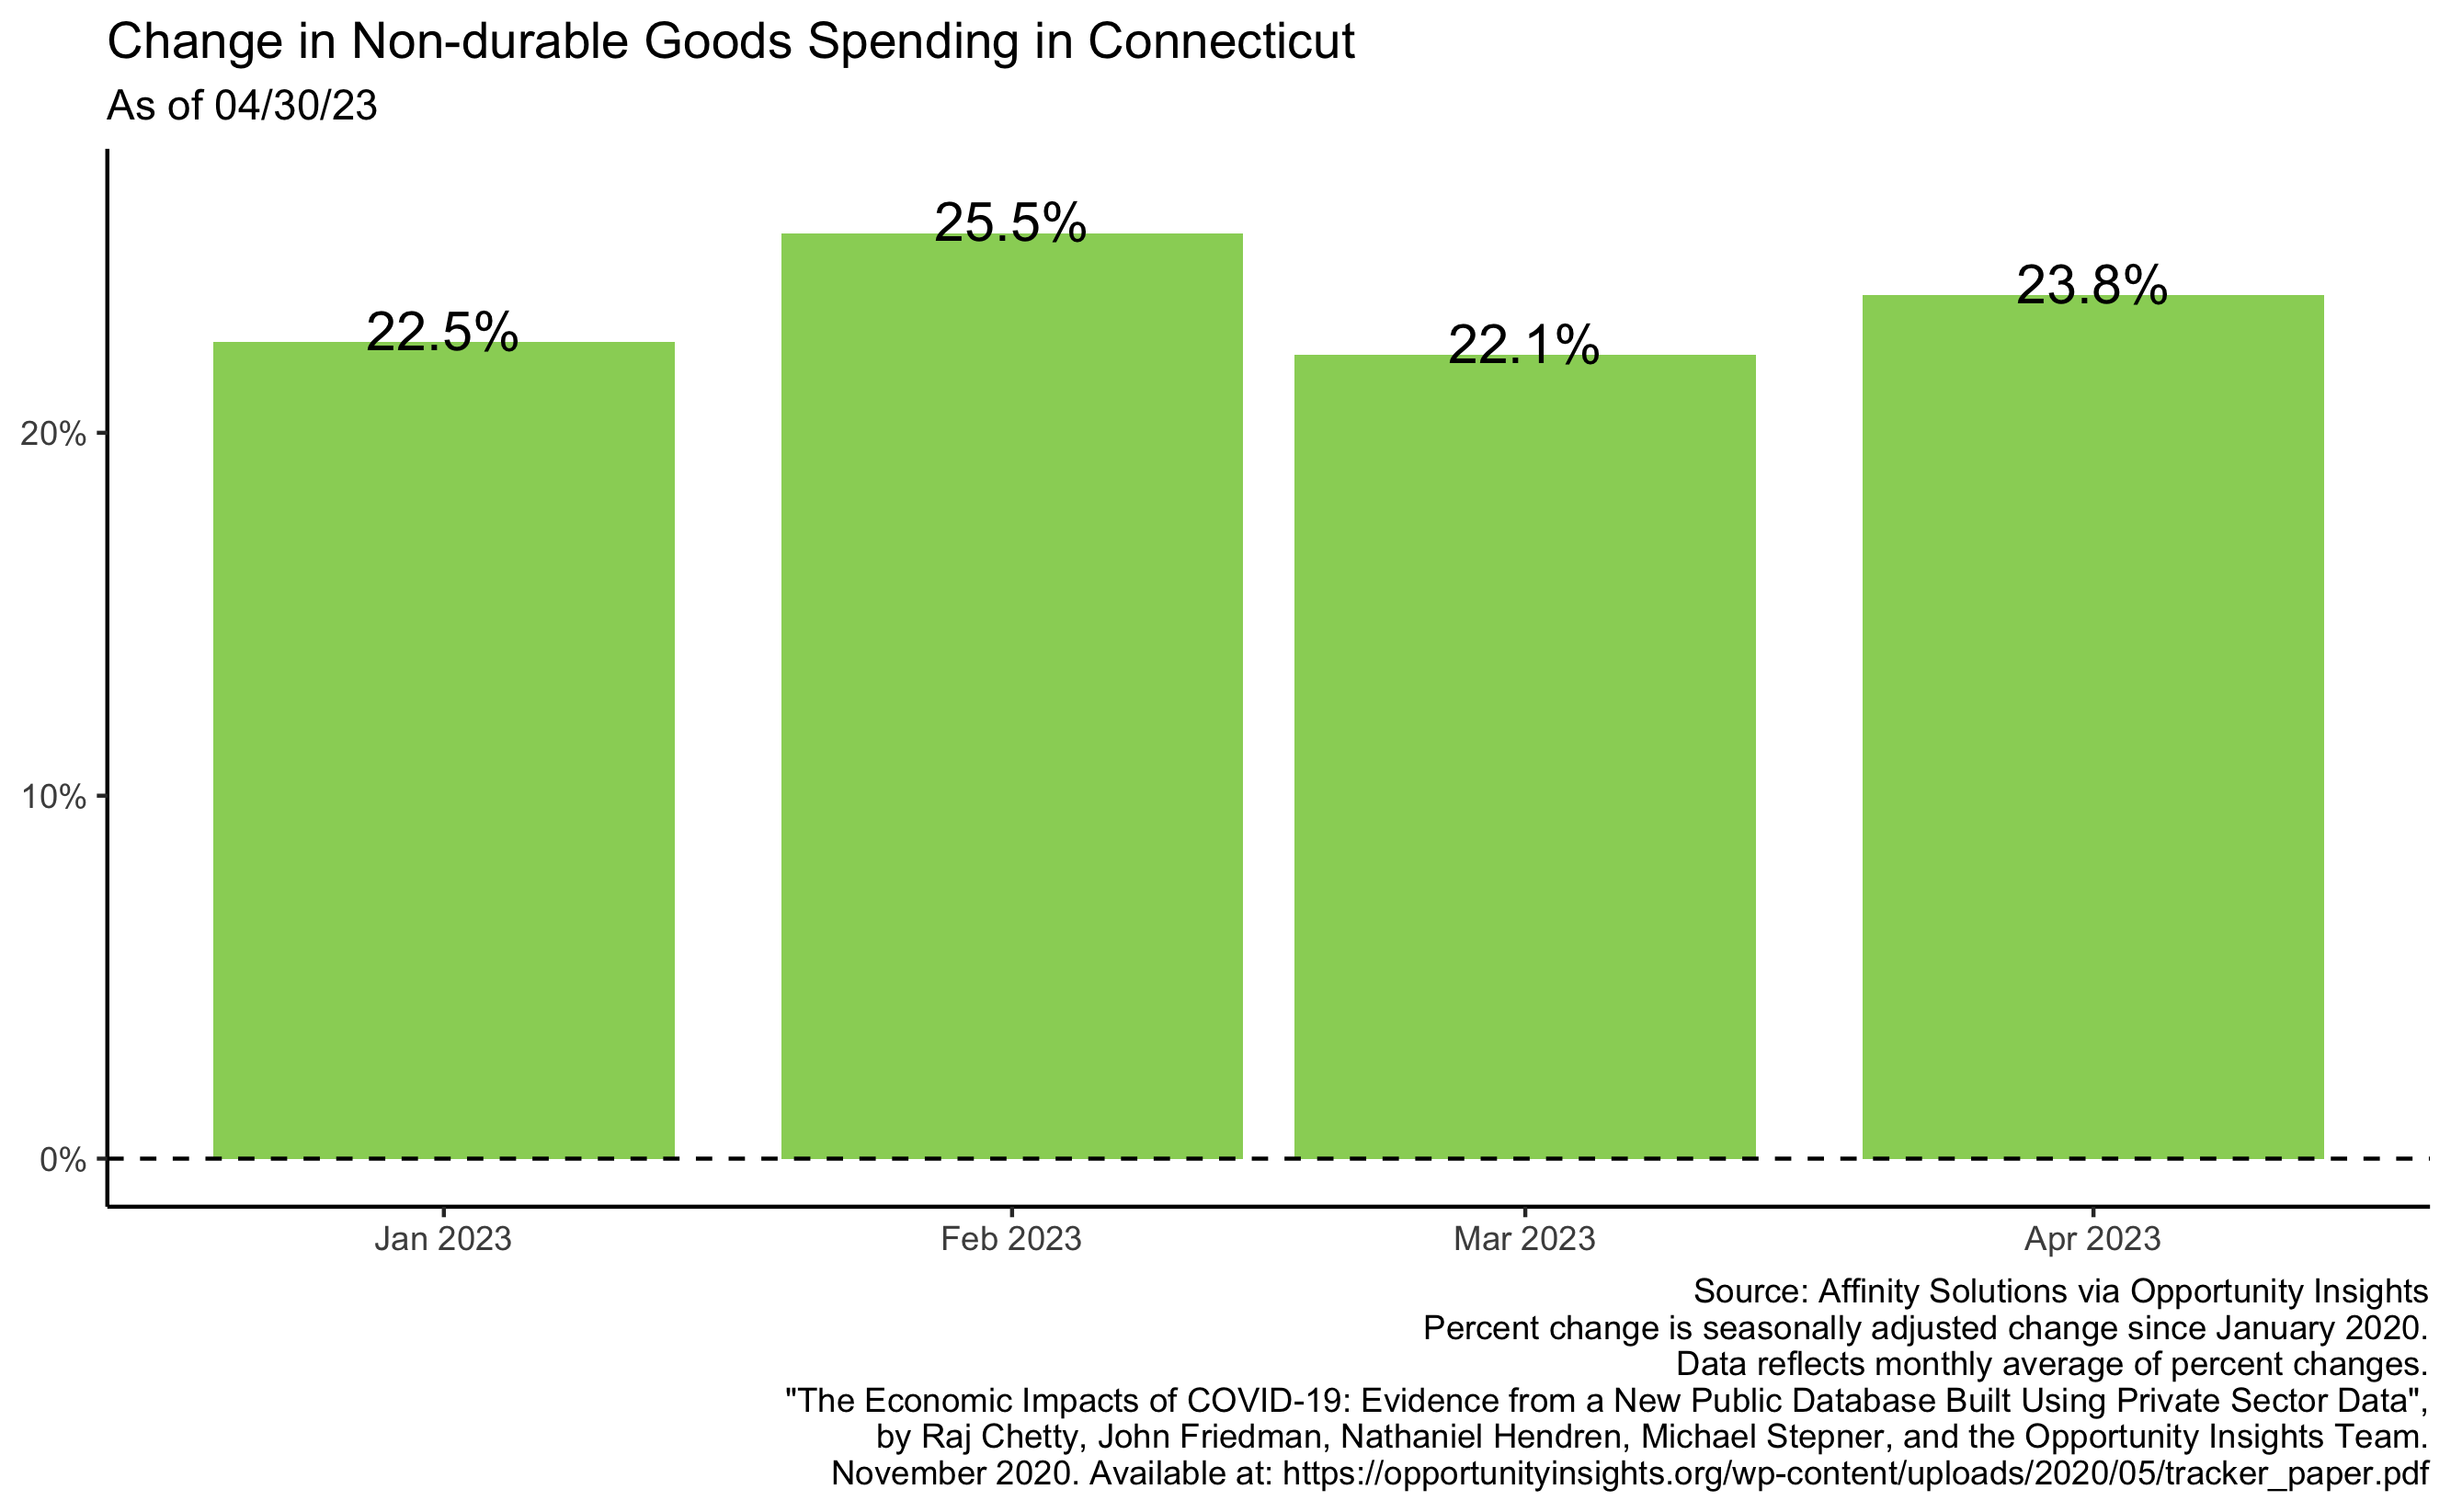 Change in Non-durable Goods Spending in Connecticut
As of 04/30/23
25.5%
23.8%
22.5%
22.1%
20%
10%
0%
Jan 2023
Feb 2023
Mar 2023
Apr 2023
Source: Affinity Solutions via Opportunity Insights
Percent change is seasonally adjusted change since January 2020.
Data reflects monthly average of percent changes.
"The Economic Impacts of COVID-19: Evidence from a New Public Database Built Using Private Sector Data",
by Raj Chetty, John Friedman, Nathaniel Hendren, Michael Stepner, and the Opportunity Insights Team.
November 2020. Available at: https://opportunityinsights.org/wp-content/uploads/2020/05/tracker_paper.pdf